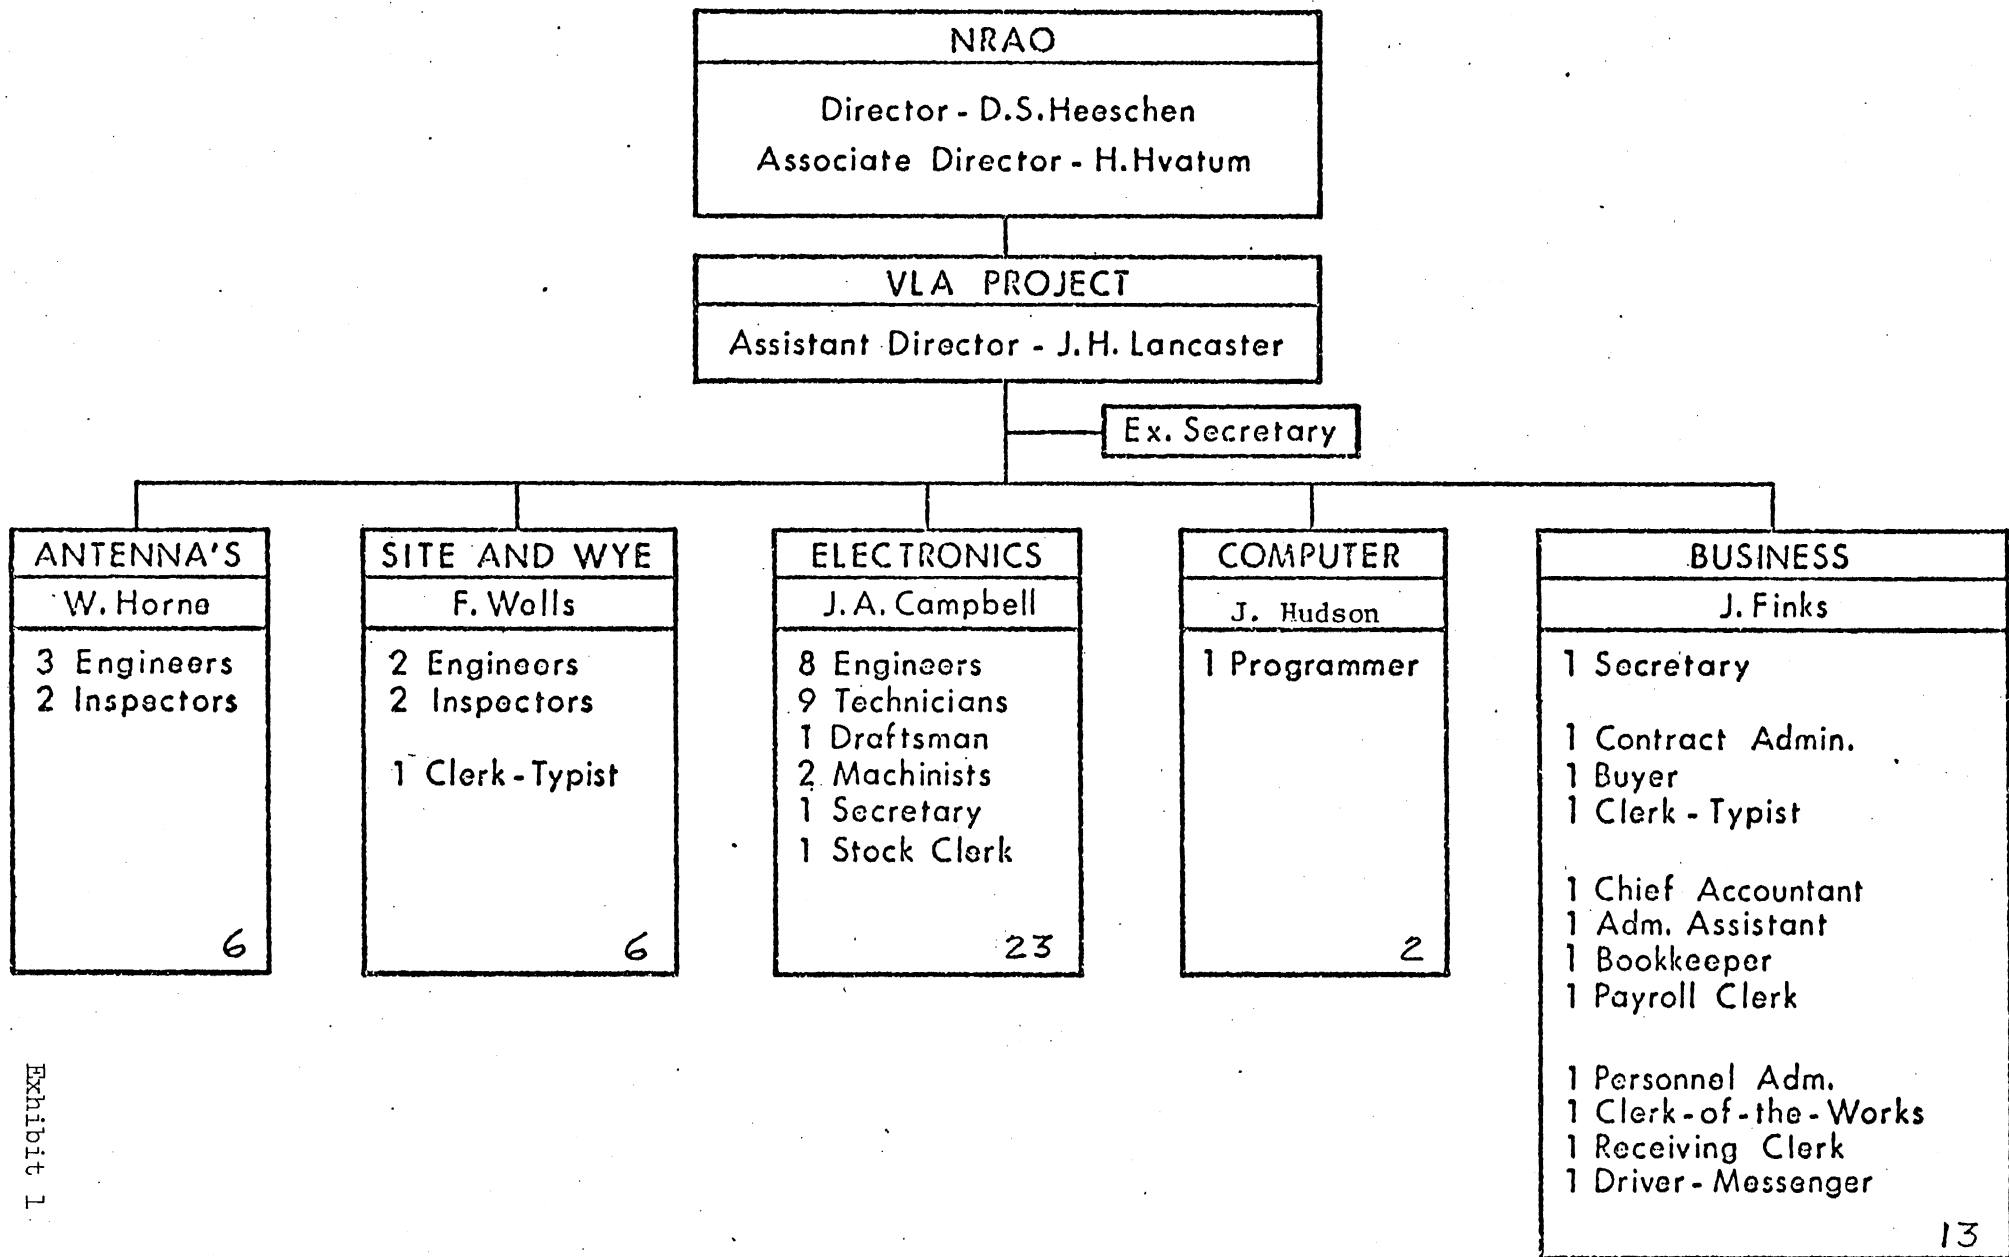 NRAO
Director - D.S.Heeschen
Associate Director - H.Hvatum
VLA PROJECT
Assistant Director - J.H. Lancaster
Ex. Secretary
ANTENNA'S
W. Horne
3 Engineers
2 Inspectors
6
SITE AND WYE
F. Wells
2 Engineers
2 Inspectors
1 Clerk-Typist
6
ELECTRONICS
J.A. Campbell
8 Engineers
9 Technicians
1 Draftsman
2 Machinists
1 Secretary
1 Stock Clerk
23
COMPUTER
J. Hudson
1 Programmer
2
BUSINESS
J. Finks
1 Secretary
1 Contract Admin.
1 Buyer
1 Clerk - Typist
1 Chief Accountant
1 Adm. Assistant
1 Bookkeeper
1 Payroll Clerk
1 Personnel Adm.
1 Clerk-of-the-Works
1 Receiving Clerk
1 Driver - Messenger
13
Exhibit 1